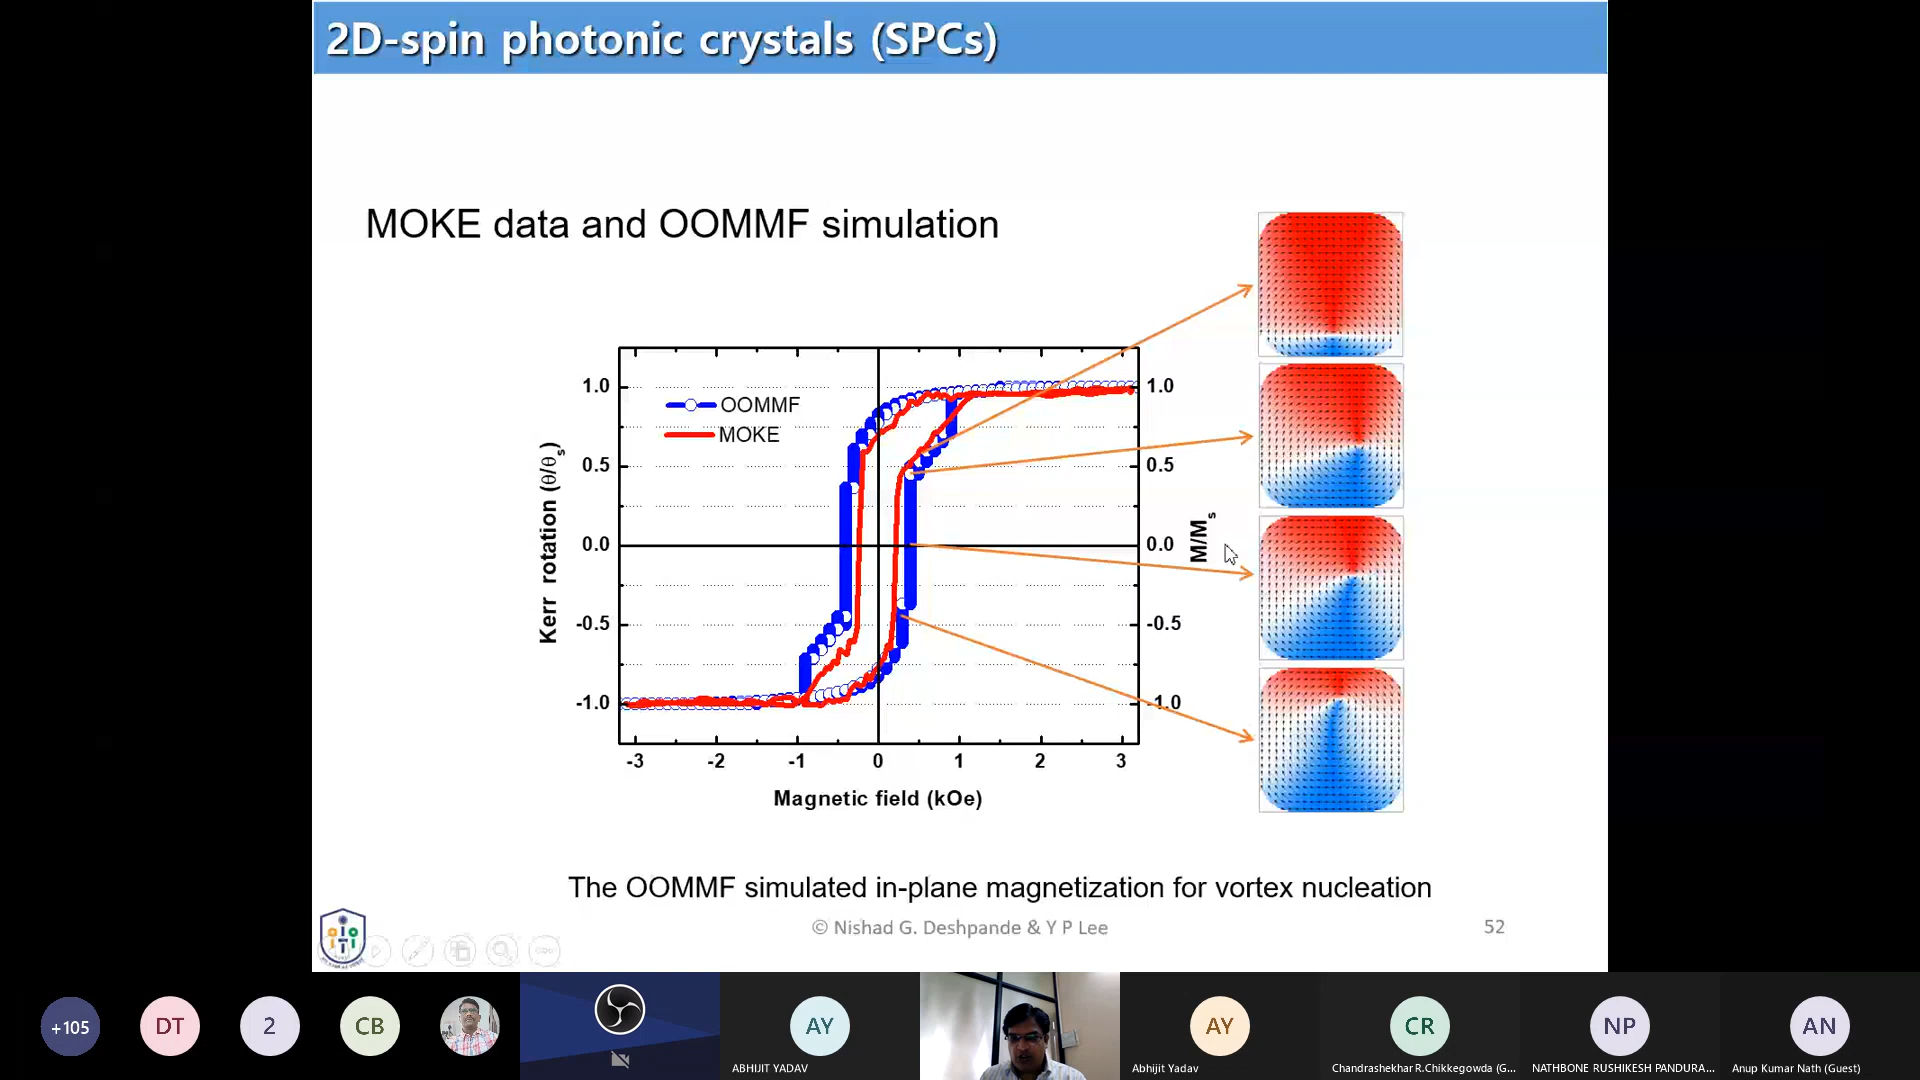 2D-spin photonic crystals (SPCs)
MOKE data and OOMMF simulation
OOMMF
MOKE
1.0
0.5
0.0
-0.5
-1.0
1.0
0.5
0.0
-0.5
-1.0
Kerr rotation (θ/θs)
M/Ms
-3 -2 -1 0 1 2 3
Magnetic field (kOe)
The OOMMF simulated in-plane magnetization for vortex nucleation
© Nishad G. Deshpande & Y P Lee
52
+105
DT
2
CB
AY
ABHIJIT YADAV
AY
Abhijit Yadav
CR
Chandrashekhar R.Chikkegowda (G...
NP
NATHBONE RUSHIKESH PANDURA...
AN
Anup Kumar Nath (Guest)